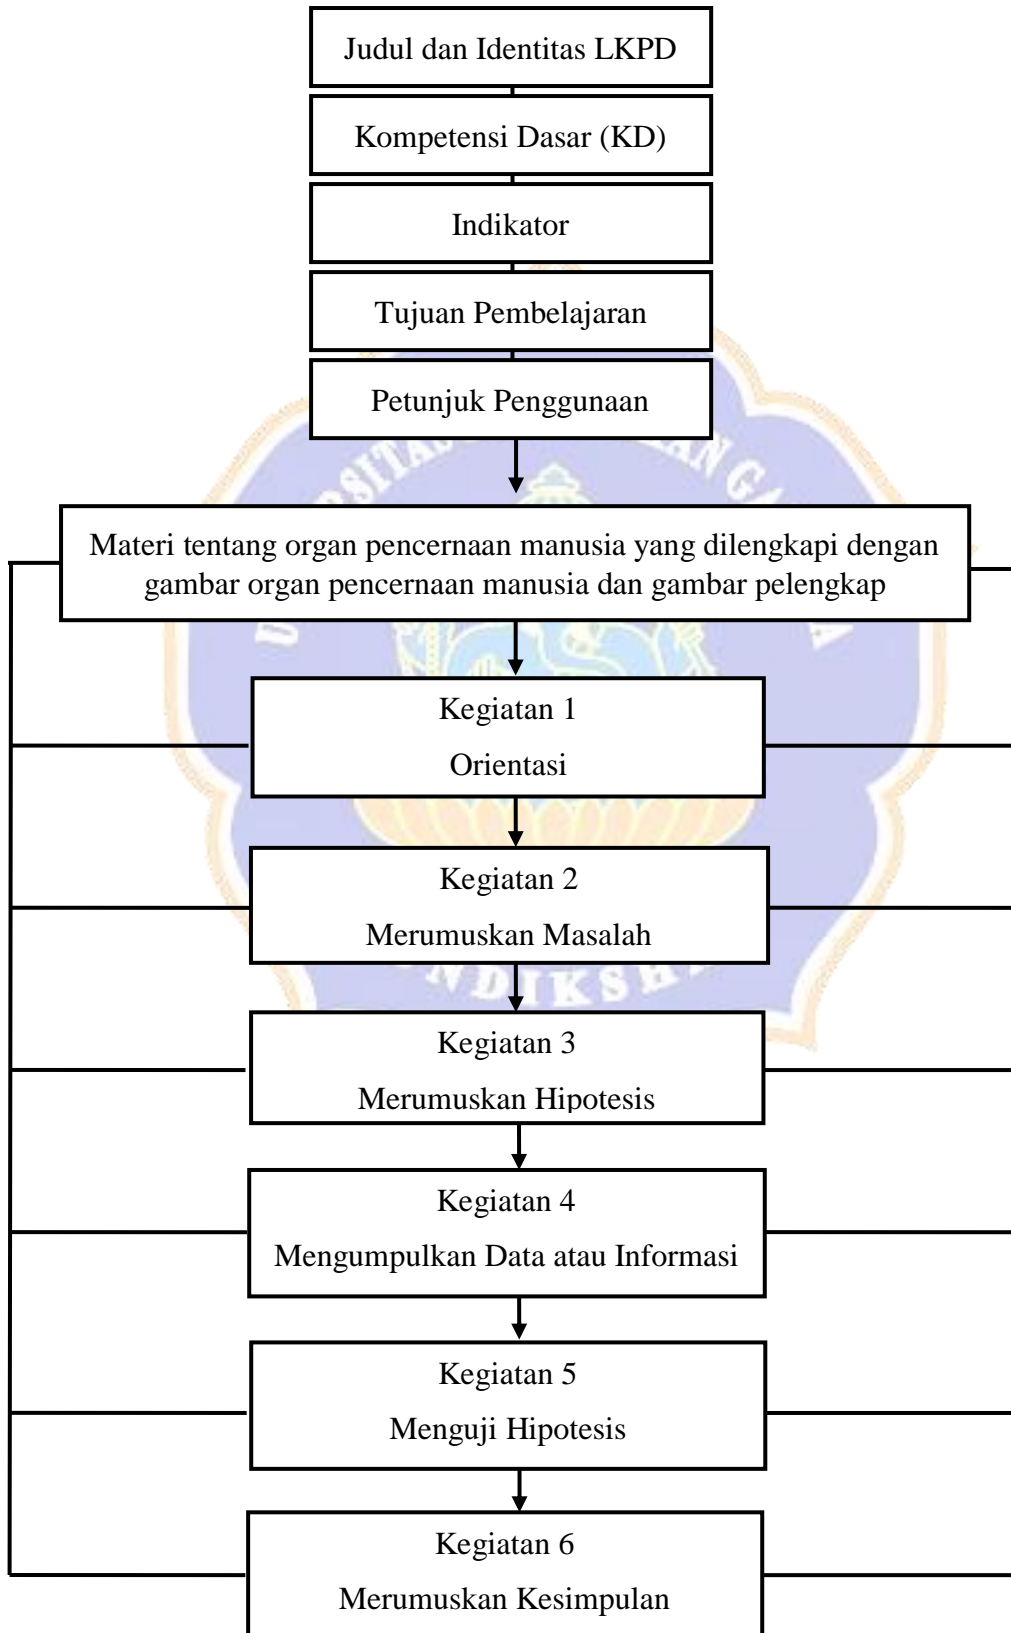 Judul dan Identitas LKPD
Kompetensi Dasar (KD)
Indikator
Tujuan Pembelajaran
Petunjuk Penggunaan
Materi tentang organ pencernaan manusia yang dilengkapi dengan
gambar organ pencernaan manusia dan gambar pelengkap
Kegiatan 1
Orientasi
Kegiatan 2
Merumuskan Masalah
Kegiatan 3
Merumuskan Hipotesis
Kegiatan 4
Mengumpulkan Data atau Informasi
Kegiatan 5
Menguji Hipotesis
Kegiatan 6
Merumuskan Kesimpulan